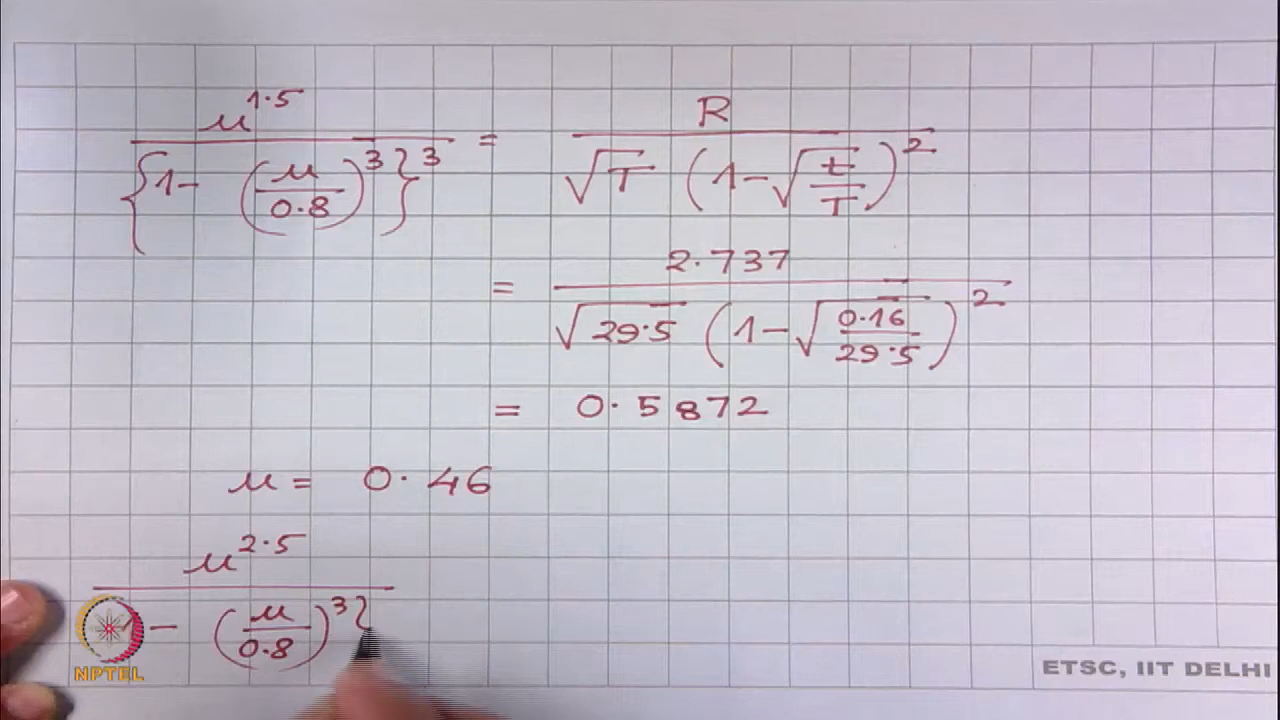 μ^1.5 / {1 - (μ/0.8)^3}^3 = R / √T (1 - √(t/T))^2
= 2.737 / √29.5 (1 - √(0.16/29.5))^2
= 0.5872
μ = 0.46
μ^2.5 / 1 - (μ/0.8)^3}
NPTEL
ETSC, IIT DELHI